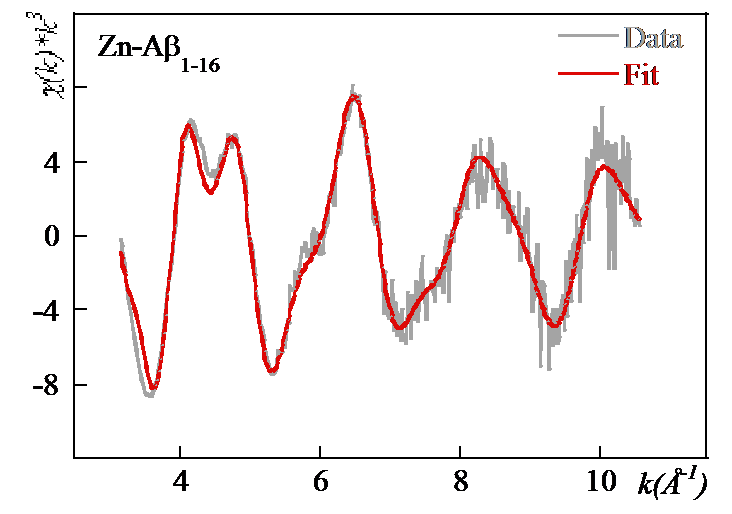 χ(k)*k³
Zn-Aβ₁₋₁₆
Data
Fit
4
0
-4
-8
4
6
8
10
k(Å⁻¹)